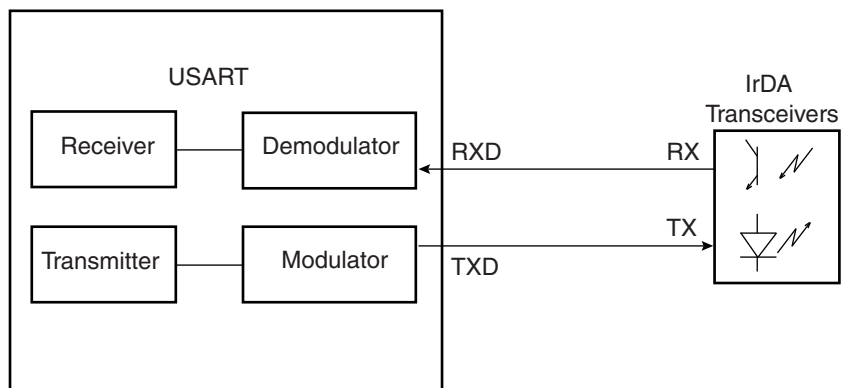 USART
IrDA
Transceivers
Receiver
Demodulator
RXD
RX
Transmitter
Modulator
TXD
TX